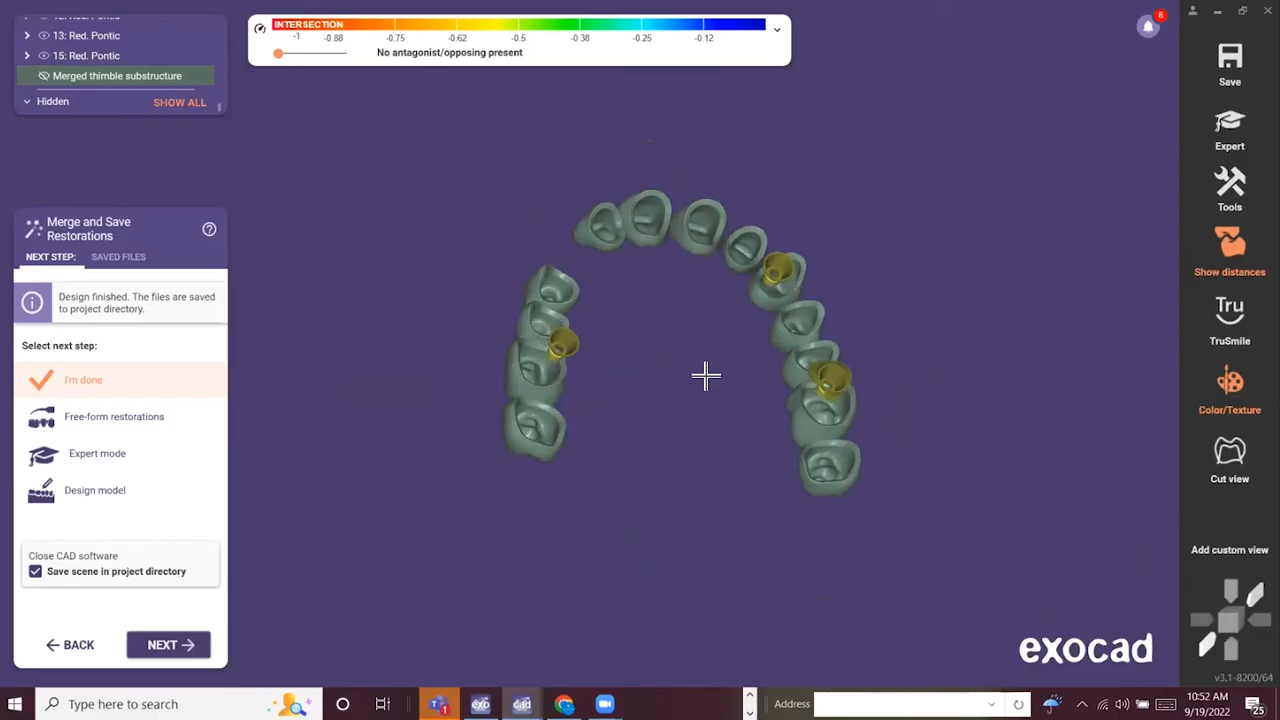 13: Red. Pontic
15: Red. Pontic
Merged thimble substructure
Hidden
SHOW ALL
INTERSECTION
-1
-0.88
-0.75
-0.62
-0.5
-0.38
-0.25
-0.12
No antagonist/opposing present
8
Save
Expert
Tools
Show distances
Tru
TruSmile
Color/Texture
Cut view
Add custom view
Merge and Save
Restorations
NEXT STEP:
SAVED FILES
Design finished. The files are saved
to project directory.
Select next step:
I'm done
Free-form restorations
Expert mode
Design model
Close CAD software
Save scene in project directory
BACK
NEXT
exocad
v3.1-8200/64
Type here to search
1
exo
cad
Address
10:52 AM
9/19/2022
25